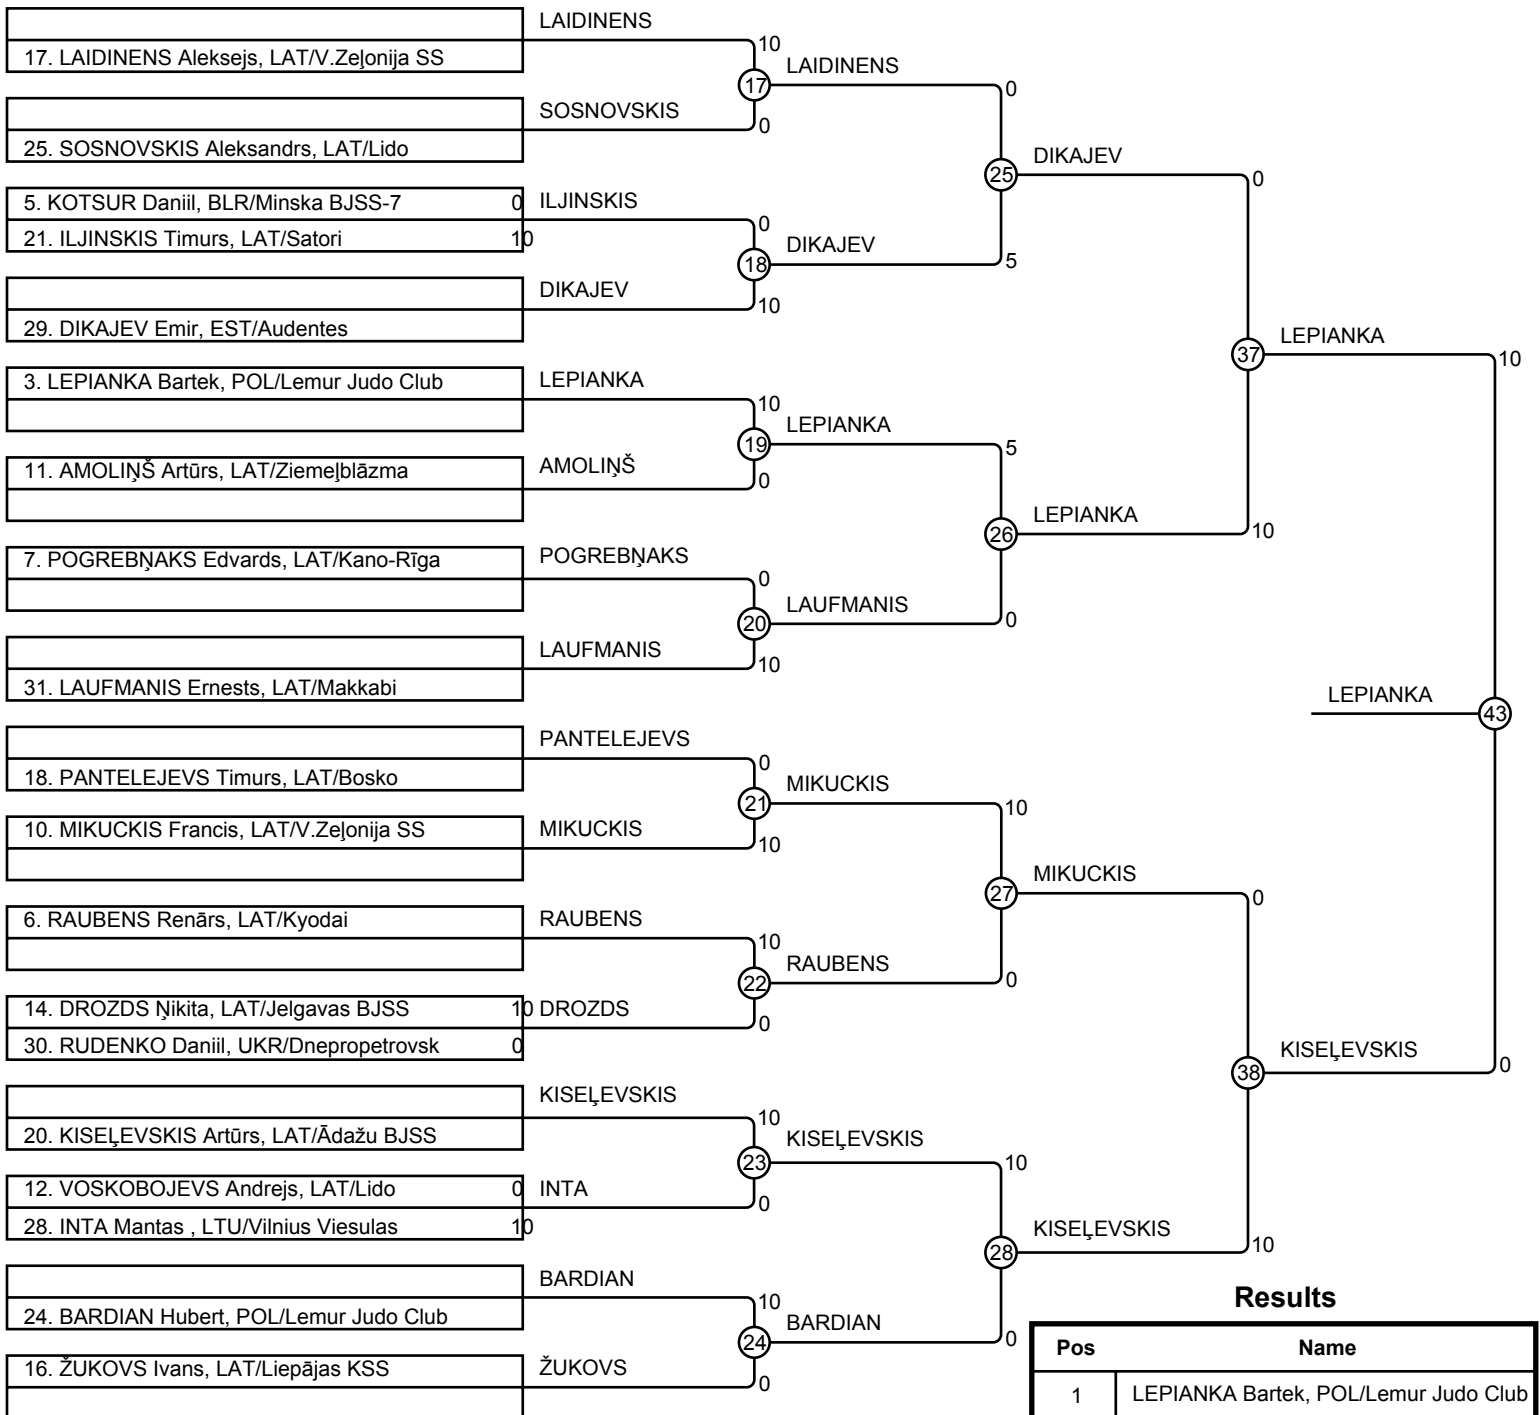 LAIDINENS
17. LAIDINENS Aleksejs, LAT/V.Zeļonija SS
10
17
LAIDINENS
0
SOSNOVSKIS
0
25. SOSNOVSKIS Aleksandrs, LAT/Lido
25
DIKAJEV
0
5. KOTSUR Daniil, BLR/Minska BJSS-7 0
ILJINSKIS
21. ILJINSKIS Timurs, LAT/Satori 10
0
18
DIKAJEV
5
DIKAJEV
10
29. DIKAJEV Emir, EST/Audentes
37
LEPIANKA
10
3. LEPIANKA Bartek, POL/Lemur Judo Club
LEPIANKA
10
19
LEPIANKA
5
11. AMOLIŅŠ Artūrs, LAT/Ziemeļblāzma
AMOLIŅŠ
0
26
LEPIANKA
10
7. POGREBŅAKS Edvards, LAT/Kano-Rīga
POGREBŅAKS
0
20
LAUFMANIS
0
LAUFMANIS
10
31. LAUFMANIS Ernests, LAT/Makkabi
LEPIANKA
43
PANTELEJEVS
18. PANTELEJEVS Timurs, LAT/Bosko
0
21
MIKUCKIS
10
10. MIKUCKIS Francis, LAT/V.Zeļonija SS
MIKUCKIS
10
27
MIKUCKIS
0
6. RAUBENS Renārs, LAT/Kyodai
RAUBENS
10
22
RAUBENS
0
14. DROZDS Ņikita, LAT/Jelgavas BJSS 10
DROZDS
0
30. RUDENKO Daniil, UKR/Dnepropetrovsk 0
38
KISEĻEVSKIS
0
KISEĻEVSKIS
20. KISEĻEVSKIS Artūrs, LAT/Ādažu BJSS
10
23
KISEĻEVSKIS
10
12. VOSKOBOJEVS Andrejs, LAT/Lido 0
INTA
0
28. INTA Mantas , LTU/Vilnius Viesulas 10
28
KISEĻEVSKIS
10
BARDIAN
24. BARDIAN Hubert, POL/Lemur Judo Club
10
24
BARDIAN
0
16. ŽUKOVS Ivans, LAT/Liepājas KSS
ŽUKOVS
0
Results
Pos Name
1 LEPIANKA Bartek, POL/Lemur Judo Club